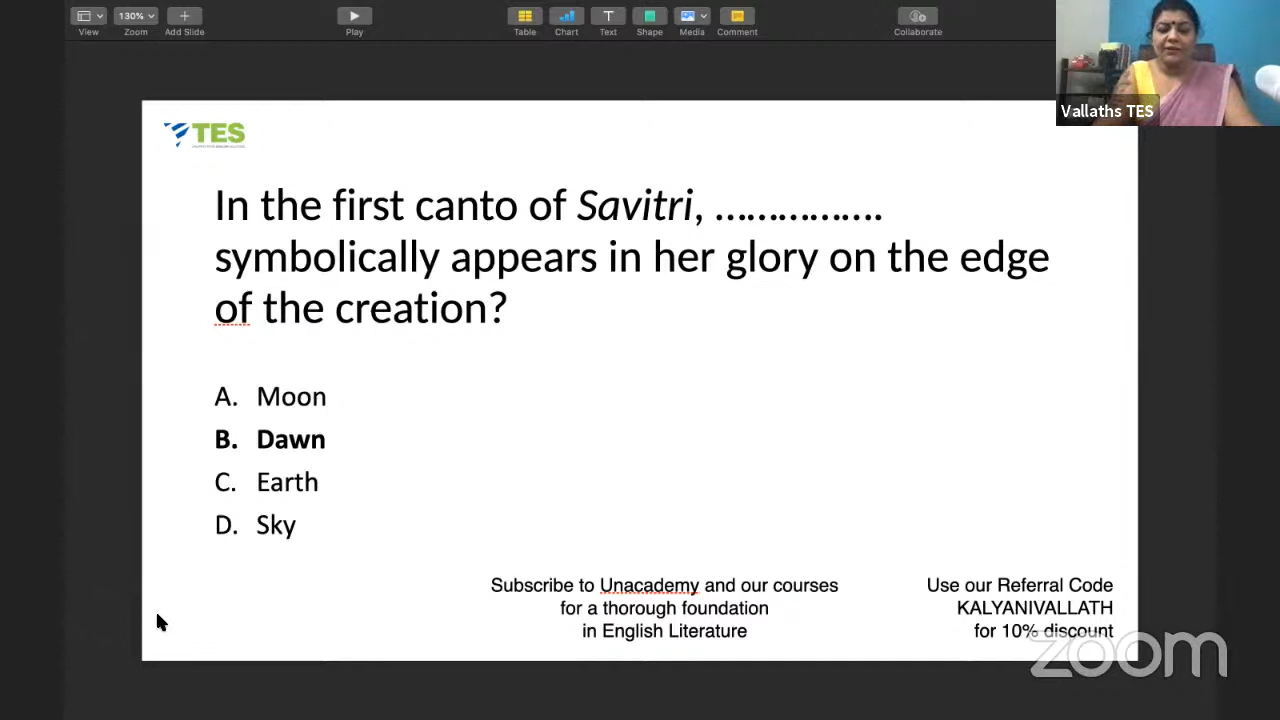 View
130%
Zoom
Add Slide
Play
Table
Chart
Text
Shape
Media
Comment
Collaborate
Vallaths TES
TES
In the first canto of Savitri, …………….
symbolically appears in her glory on the edge
of the creation?
A. Moon
B. Dawn
C. Earth
D. Sky
Subscribe to Unacademy and our courses
for a thorough foundation
in English Literature
Use our Referral Code
KALYANIVALLATH
for 10% discount
zoom